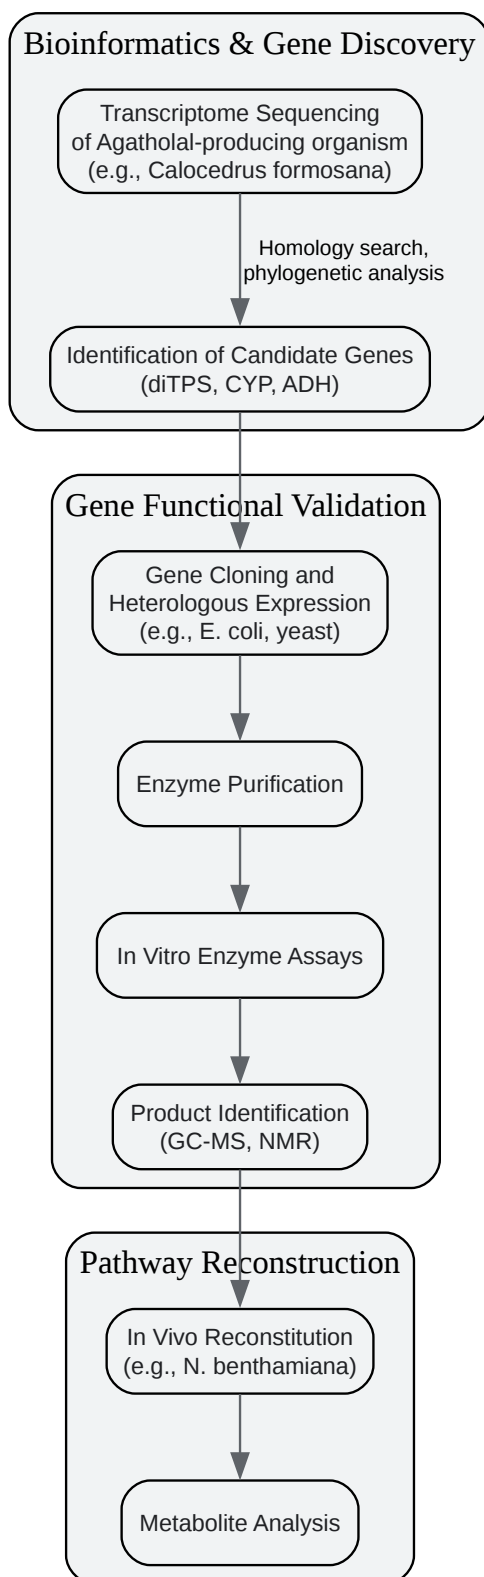 Bioinformatics & Gene Discovery
Transcriptome Sequencing
of Agatholal-producing organism
(e.g., Calocedrus formosana)
Homology search,
phylogenetic analysis
Identification of Candidate Genes
(diTPS, CYP, ADH)
Gene Functional Validation
Gene Cloning and
Heterologous Expression
(e.g., E. coli, yeast)
Enzyme Purification
In Vitro Enzyme Assays
Product Identification
(GC-MS, NMR)
Pathway Reconstruction
In Vivo Reconstitution
(e.g., N. benthamiana)
Metabolite Analysis